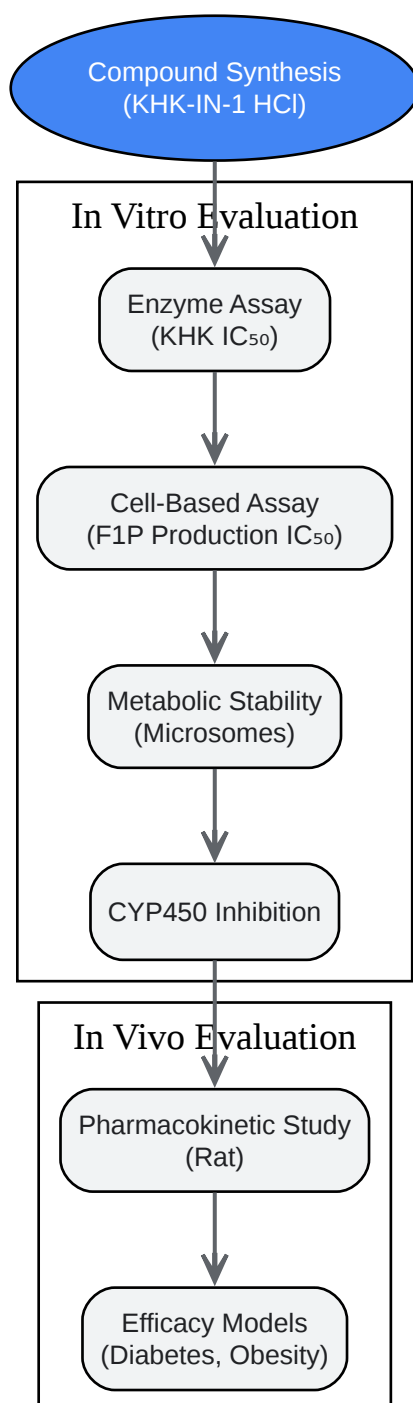 Compound Synthesis
(KHK-IN-1 HCl)
In Vitro Evaluation
Enzyme Assay
(KHK IC₅₀)
Cell-Based Assay
(F1P Production IC₅₀)
Metabolic Stability
(Microsomes)
CYP450 Inhibition
In Vivo Evaluation
Pharmacokinetic Study
(Rat)
Efficacy Models
(Diabetes, Obesity)